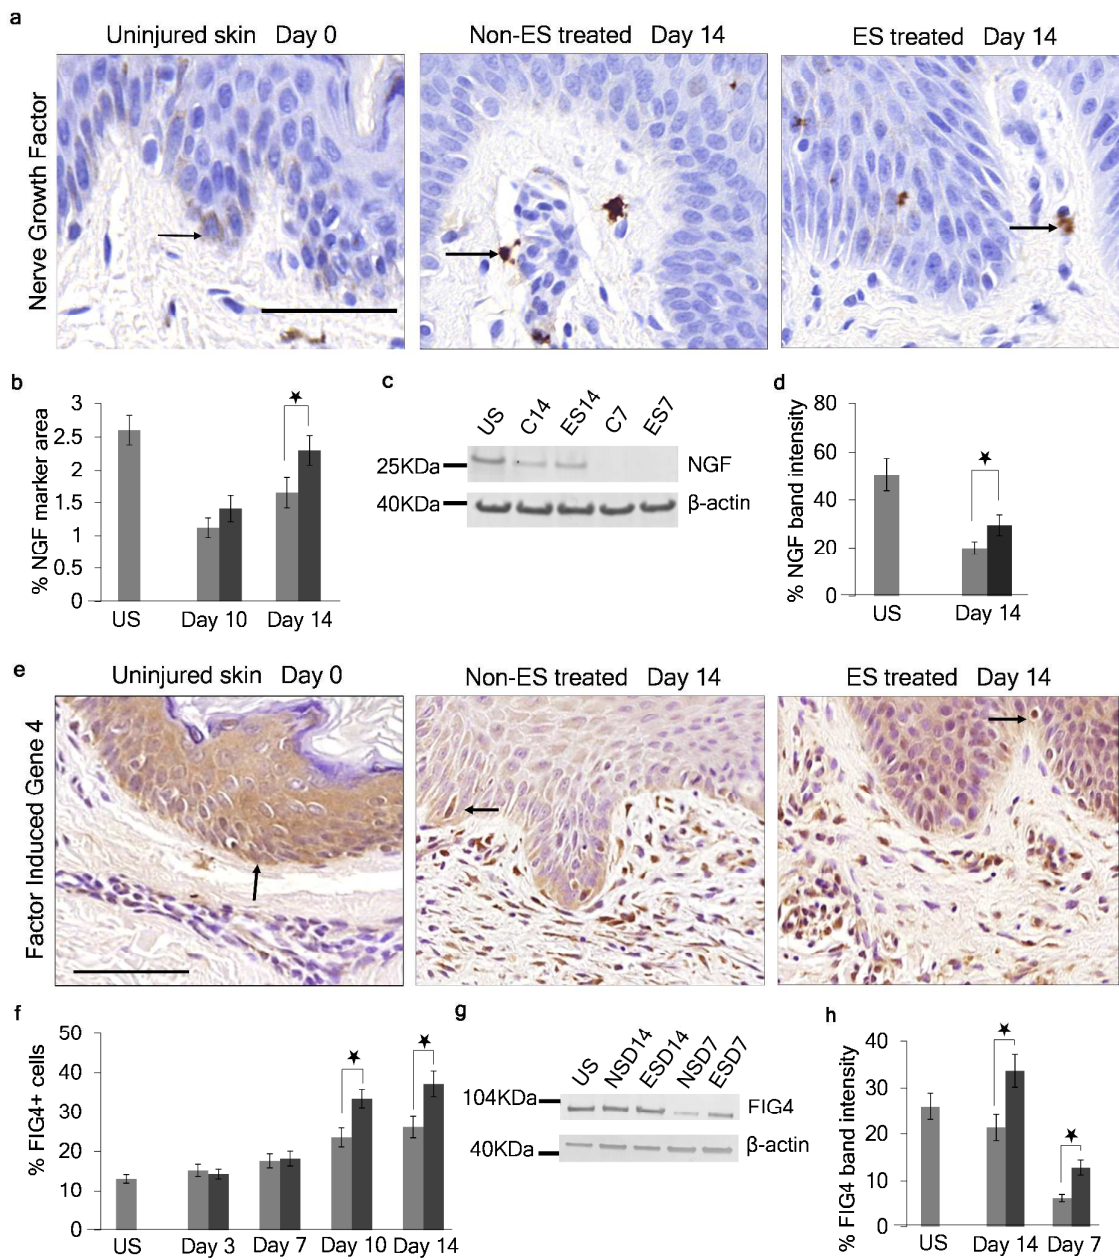 a
Uninjured skin Day 0
Non-ES treated Day 14
ES treated Day 14
Nerve Growth Factor
b
% NGF marker area
3
2.5
2
1.5
1
0.5
0
US
Day 10
Day 14
c
US
C14
ES14
C7
ES7
25KDa
NGF
40KDa
β-actin
d
% NGF band intensity
80
60
40
20
0
US
Day 14
e
Uninjured skin Day 0
Non-ES treated Day 14
ES treated Day 14
Factor Induced Gene 4
f
% FIG4+ cells
50
40
30
20
10
0
US
Day 3
Day 7
Day 10
Day 14
g
US
NSD14
ESD14
NSD7
ESD7
104KDa
FIG4
40KDa
β-actin
h
% FIG4 band intensity
40
30
20
10
0
US
Day 14
Day 7